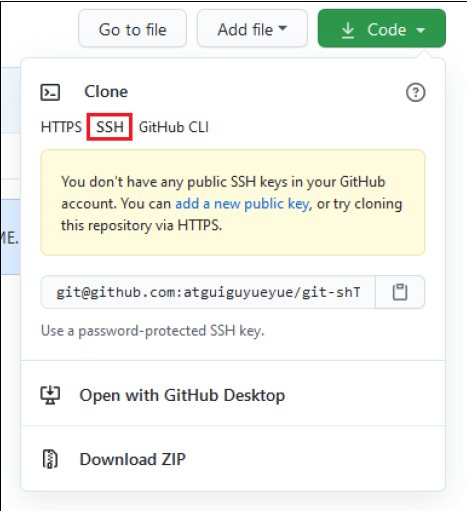 Go to file Add file Code
Clone
HTTPS SSH GitHub CLI
You don't have any public SSH keys in your GitHub
account. You can add a new public key, or try cloning
ME.
this repository via HTTPS.
git@github.com:atguiguyueyue/git-shT
Use a password-protected SSH key.
Open with GitHub Desktop
Download ZIP